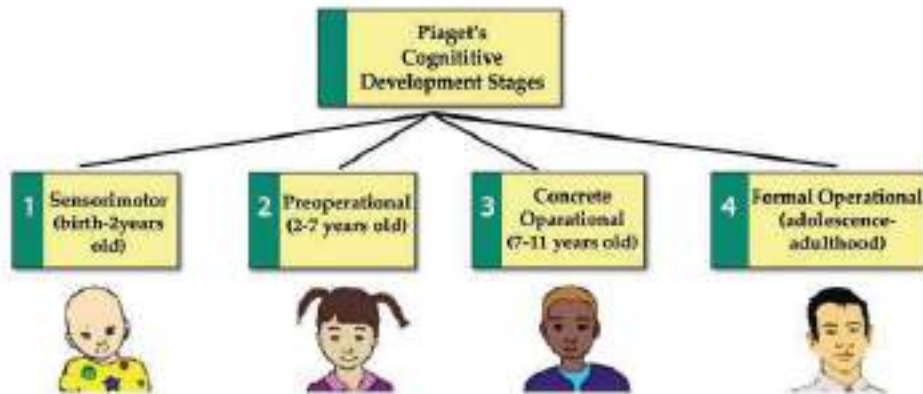 Piaget's
Cognititive
Development Stages
1
Sensorimotor
(birth-2years
old)
2
Preoperational
(2-7 years old)
3
Concrete
Oparational
(7-11 years old)
4
Formal Operational
(adolescence-
adulthood)